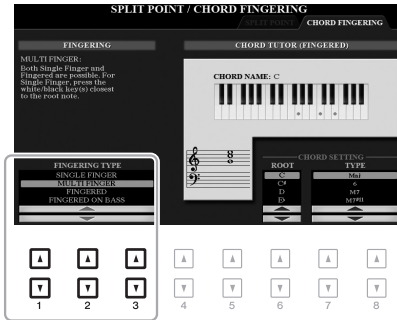 SPLIT POINT / CHORD FINGERING
SPLIT POINT
CHORD FINGERING
FINGERING
MULTI FINGER:
Both Single Finger and
Fingered are possible. For
Single Finger, press the
white/black key(s) closest
to the root note.
CHORD TUTOR (FINGERED)
CHORD NAME: C
FINGERING TYPE
SINGLE FINGER
MULTI FINGER
FINGERED
FINGERED ON BASS
CHORD SETTING
ROOT
C
C#
D
E♭
TYPE
Maj
6
M7
M7#11
1 2 3 4 5 6 7 8